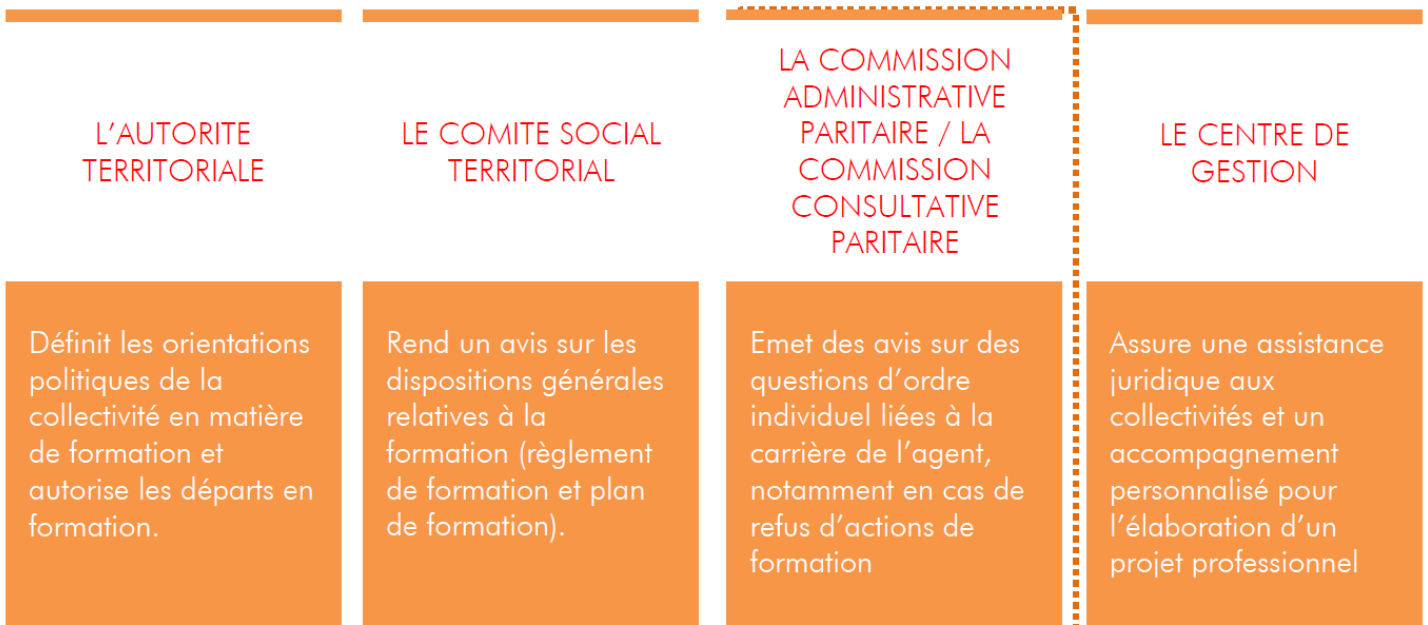 L'AUTORITE
TERRITORIALE
Définit les orientations
politiques de la
collectivité en matière
de formation et
autorise les départs en
formation.
LE COMITE SOCIAL
TERRITORIAL
Rend un avis sur les
dispositions générales
relatives à la
formation (règlement
de formation et plan
de formation).
LA COMMISSION
ADMINISTRATIVE
PARITAIRE / LA
COMMISSION
CONSULTATIVE
PARITAIRE
Emet des avis sur des
questions d'ordre
individuel liées à la
carrière de l'agent,
notamment en cas de
refus d'actions de
formation
LE CENTRE DE
GESTION
Assure une assistance
juridique aux
collectivités et un
accompagnement
personnalisé pour
l'élaboration d'un
projet professionnel